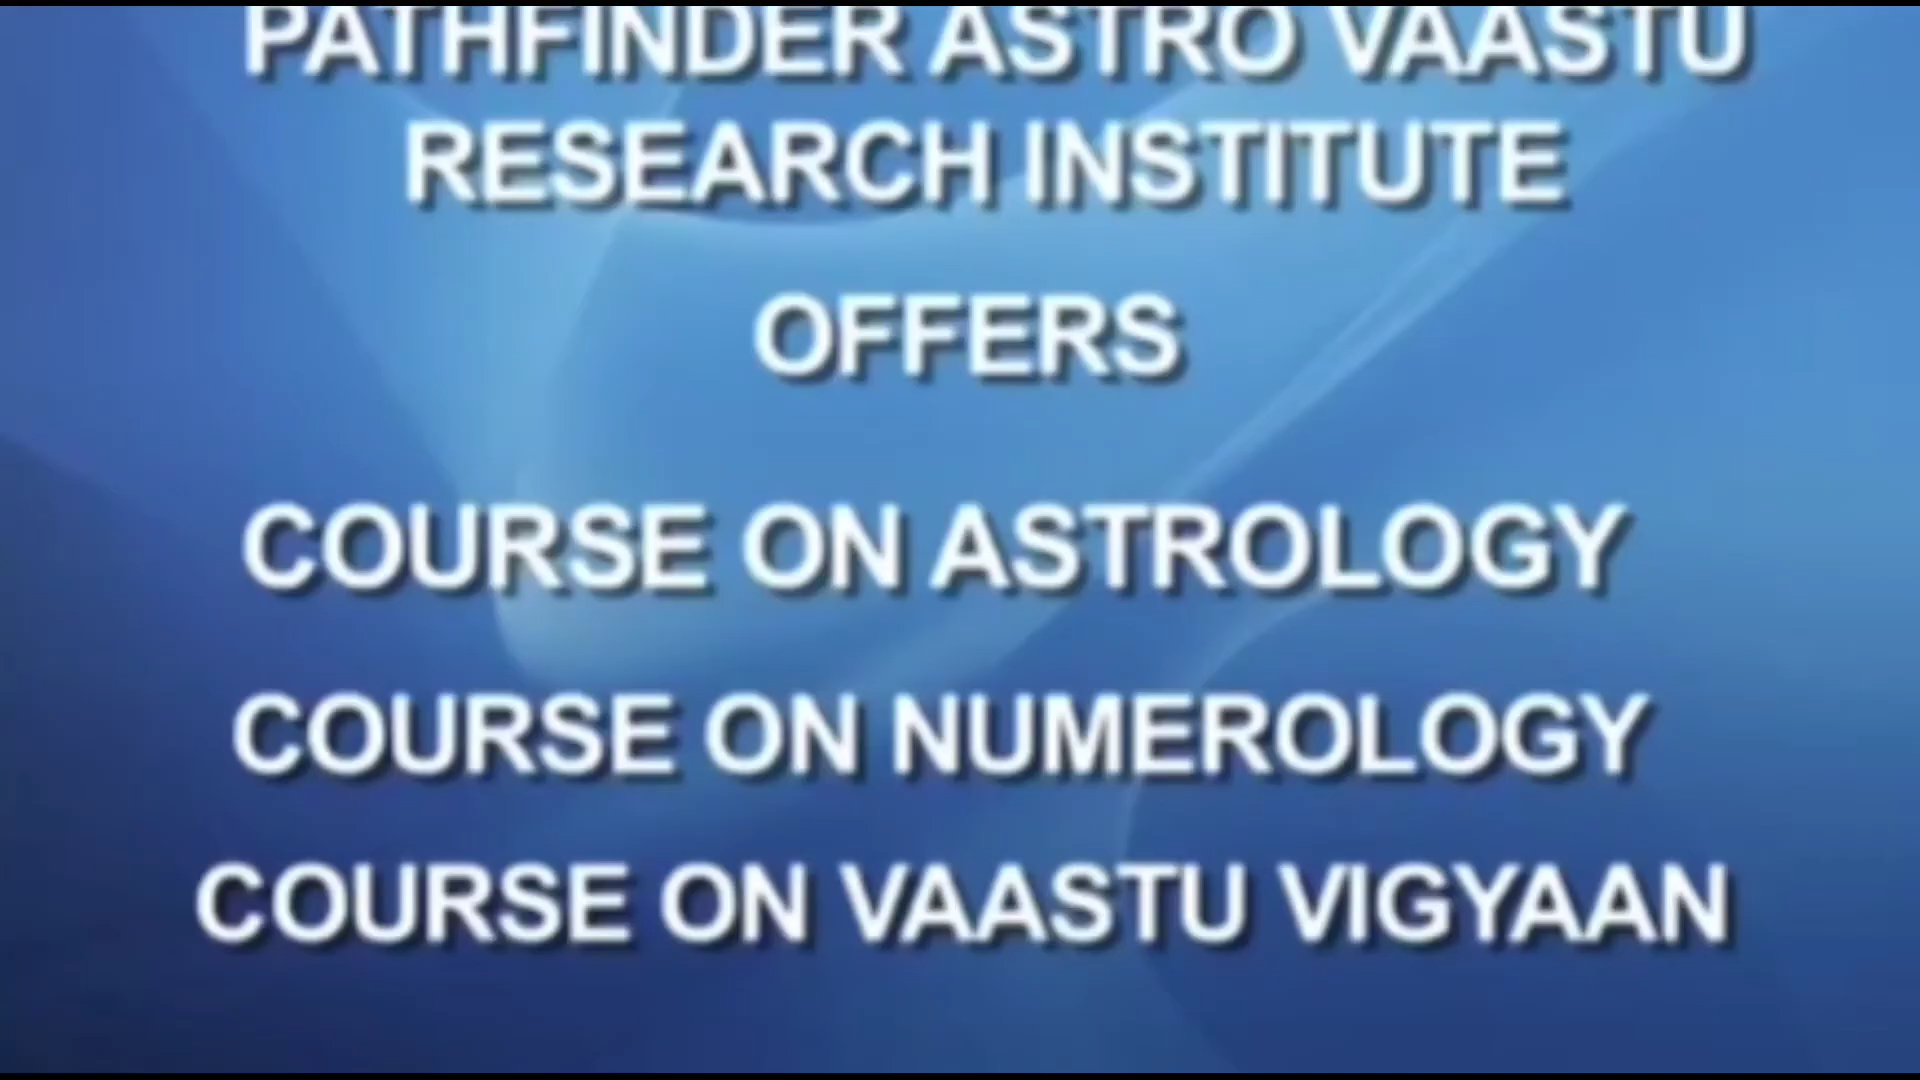 PATHFINDER ASTRO VAASTU
RESEARCH INSTITUTE
OFFERS
COURSE ON ASTROLOGY
COURSE ON NUMEROLOGY
COURSE ON VAASTU VIGYAAN